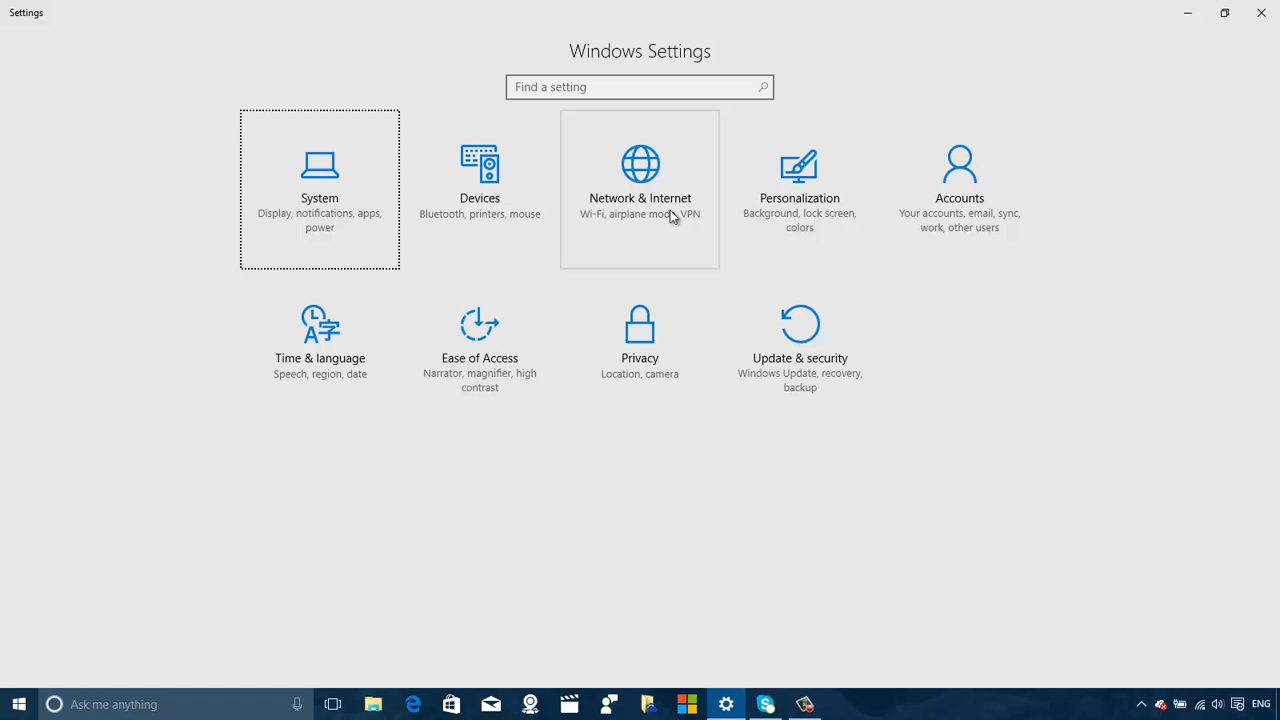 Settings
Windows Settings
Find a setting
System
Display, notifications, apps,
power
Devices
Bluetooth, printers, mouse
Network & Internet
Wi-Fi, airplane mode, VPN
Personalization
Background, lock screen,
colors
Accounts
Your accounts, email, sync,
work, other users
Time & language
Speech, region, date
Ease of Access
Narrator, magnifier, high
contrast
Privacy
Location, camera
Update & security
Windows Update, recovery,
backup
Ask me anything
ENG